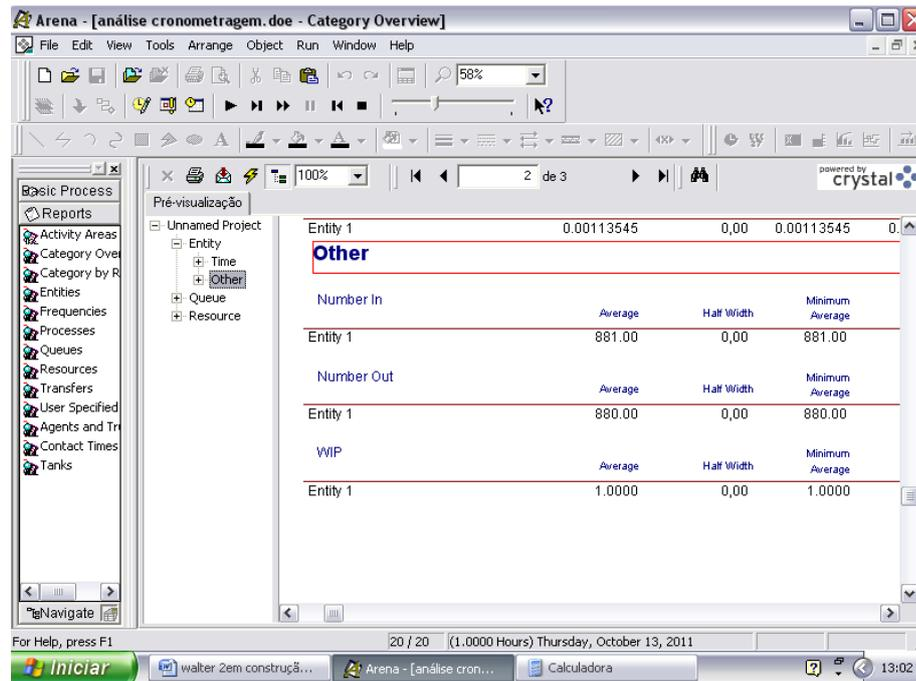 Arena - [análise cronometragem.doe - Category Overview]
File Edit View Tools Arrange Object Run Window Help
58%
Basic Process
Reports
Activity Areas
Category Over
Category by R
Entities
Frequencies
Processes
Queues
Resources
Transfers
User Specified
Agents and Tr
Contact Times
Tanks
Navigate
100%
2 de 3
powered by
crystal
Pré-visualização
Unnamed Project
Entity
Time
Other
Queue
Resource
Entity 1 0.00113545 0,00 0.00113545 0.
Other
Number In Average Half Width Minimum Average
Entity 1 881.00 0,00 881.00
Number Out Average Half Width Minimum Average
Entity 1 880.00 0,00 880.00
WIP Average Half Width Minimum Average
Entity 1 1.0000 0,00 1.0000
For Help, press F1
20 / 20 (1.0000 Hours) Thursday, October 13, 2011
Iniciar
walter 2em construçã...
Arena - [análise cron...
Calculadora
13:02